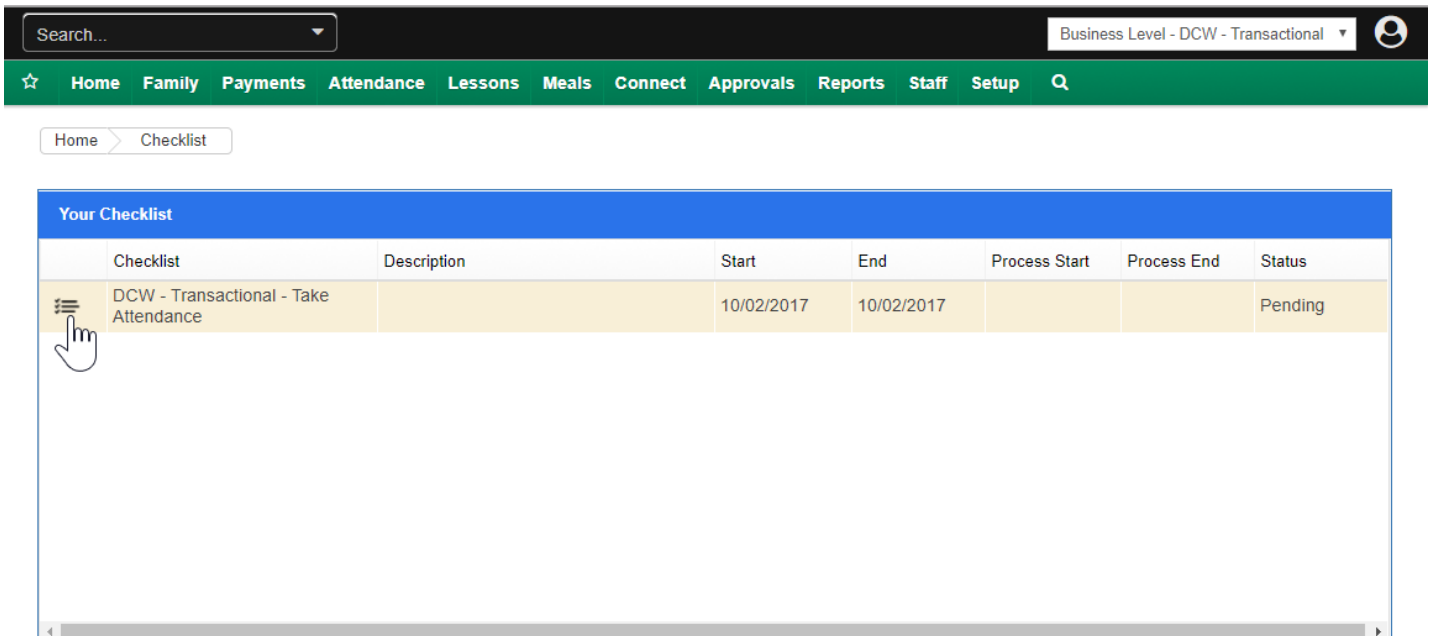 Search...
Business Level - DCW - Transactional
Home Family Payments Attendance Lessons Meals Connect Approvals Reports Staff Setup
Home Checklist
Your Checklist
Checklist Description Start End Process Start Process End Status
DCW - Transactional - Take
Attendance
10/02/2017 10/02/2017 Pending